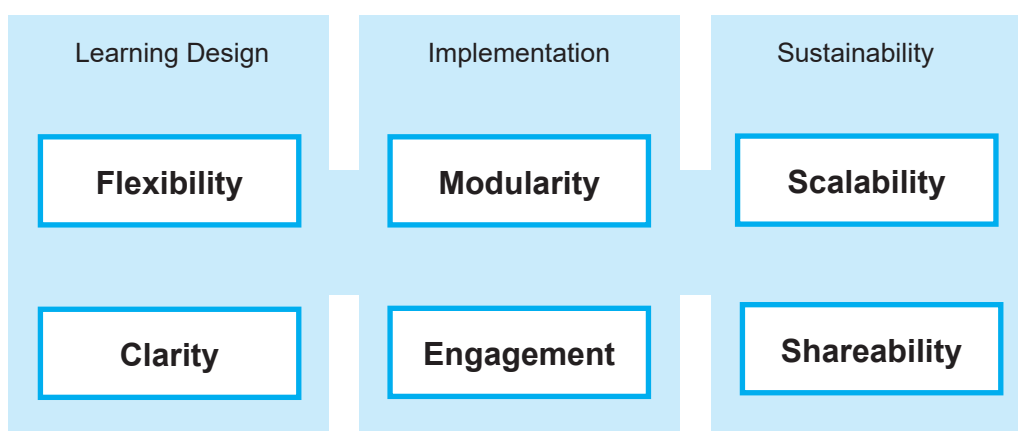 Learning Design
Implementation
Sustainability
Flexibility
Modularity
Scalability
Clarity
Engagement
Shareability